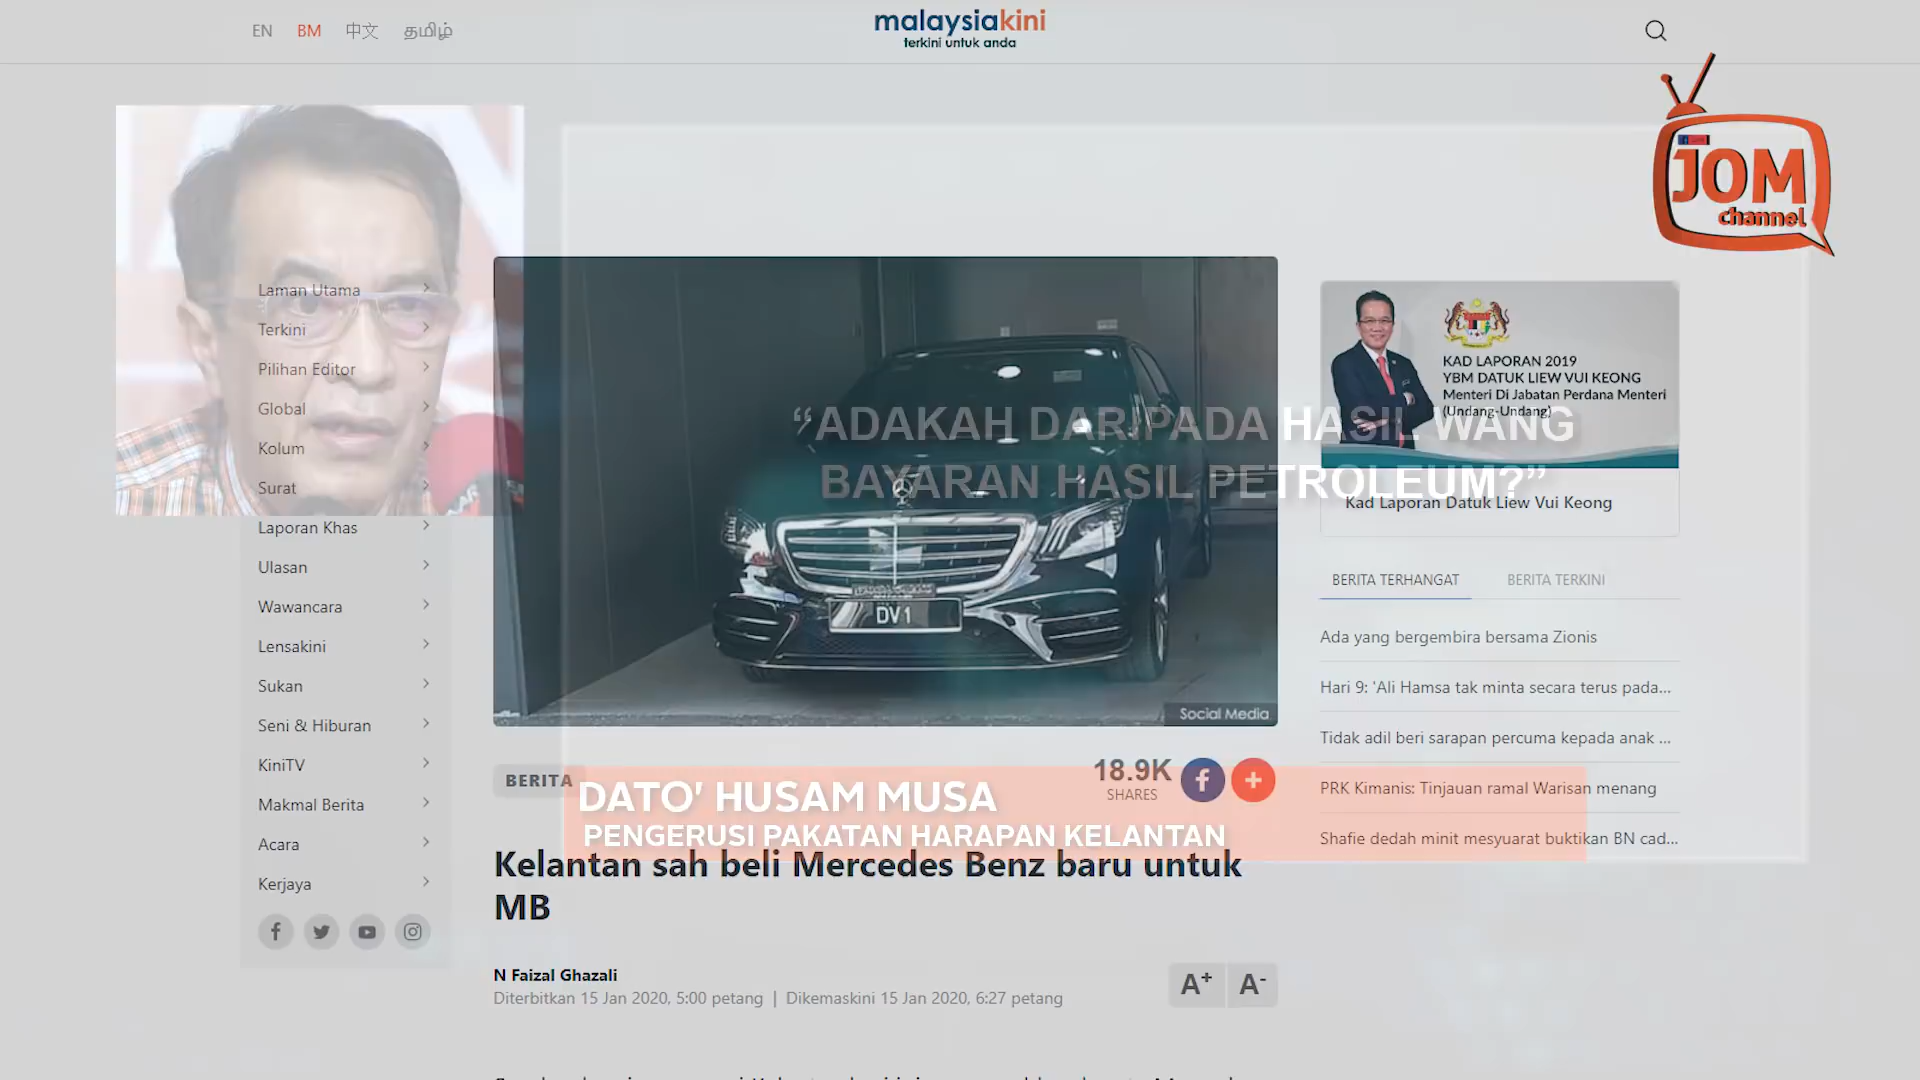 EN BM 中文 தமிழ்
malaysiakini
terkini untuk anda
JOM
channel
Laman Utama
Terkini
Pilihan Editor
Global
Kolum
Surat
Laporan Khas
Ulasan
Wawancara
Lensakini
Sukan
Seni & Hiburan
KiniTV
Makmal Berita
Acara
Kerjaya
“ADAKAH DARIPADA HASIL WANG
BAYARAN HASIL PETROLEUM?”
DV1
Social Media
KAD LAPORAN 2019
YBM DATUK LIEW VUI KEONG
Menteri Di Jabatan Perdana Menteri
(Undang-Undang)
Kad Laporan Datuk Liew Vui Keong
BERITA TERHANGAT BERITA TERKINI
Ada yang bergembira bersama Zionis
Hari 9: 'Ali Hamsa tak minta secara terus pada...
Tidak adil beri sarapan percuma kepada anak ...
PRK Kimanis: Tinjauan ramal Warisan menang
Shafie dedah minit mesyuarat buktikan BN cad...
BERITA
18.9K
SHARES
DATO' HUSAM MUSA
PENGERUSI PAKATAN HARAPAN KELANTAN
Kelantan sah beli Mercedes Benz baru untuk
MB
N Faizal Ghazali
Diterbitkan 15 Jan 2020, 5:00 petang | Dikemaskini 15 Jan 2020, 6:27 petang
A+ A-